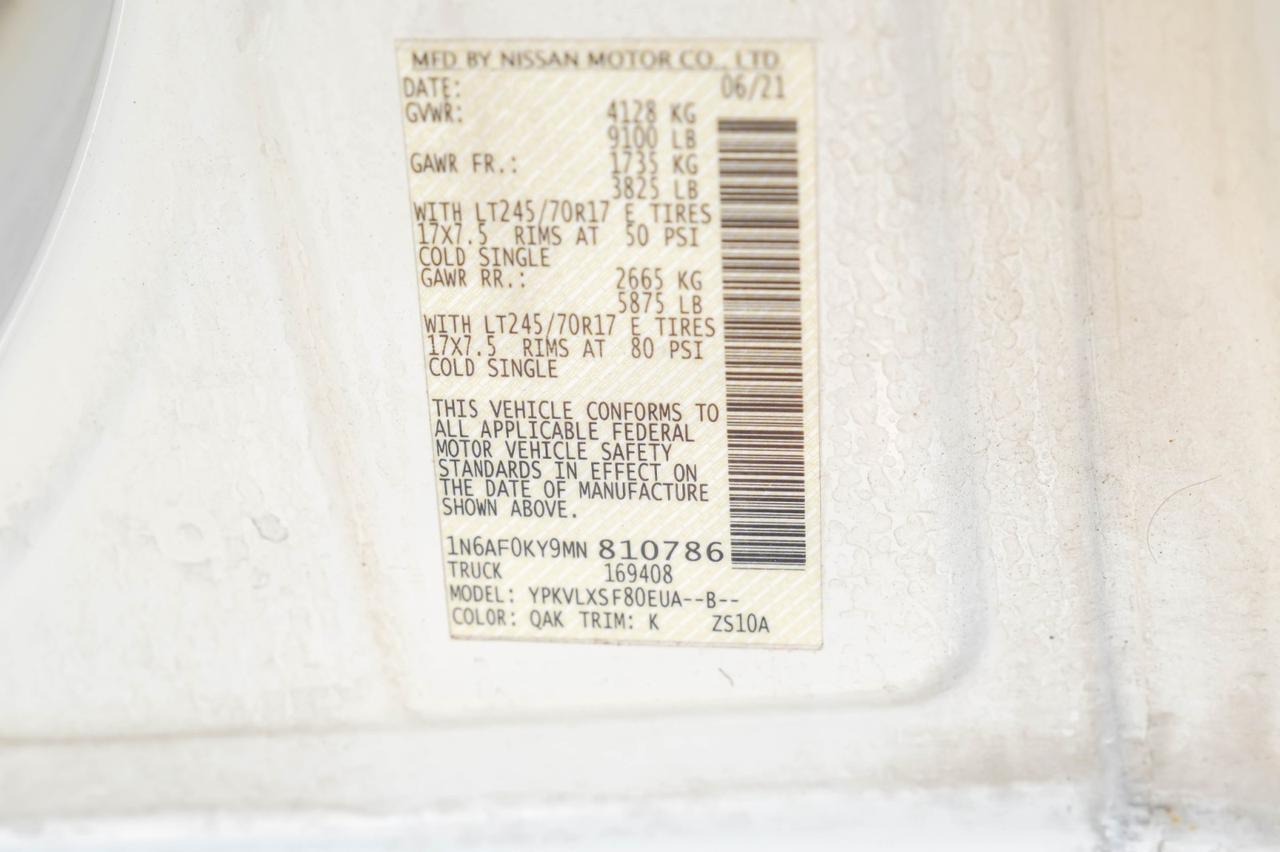 MFD BY NISSAN MOTOR CO., LTD
DATE: 06/21
GVWR: 4128 KG
9100 LB
GAWR FR.: 1735 KG
3825 LB
WITH LT245/70R17 E TIRES
17X7.5 RIMS AT 50 PSI
COLD SINGLE
GAWR RR.: 2665 KG
5875 LB
WITH LT245/70R17 E TIRES
17X7.5 RIMS AT 80 PSI
COLD SINGLE
THIS VEHICLE CONFORMS TO
ALL APPLICABLE FEDERAL
MOTOR VEHICLE SAFETY
STANDARDS IN EFFECT ON
THE DATE OF MANUFACTURE
SHOWN ABOVE.
1N6AF0KY9MN 810786
TRUCK 169408
MODEL: YPKVLXSF80EUA--B--
COLOR: QAK TRIM: K ZS10A